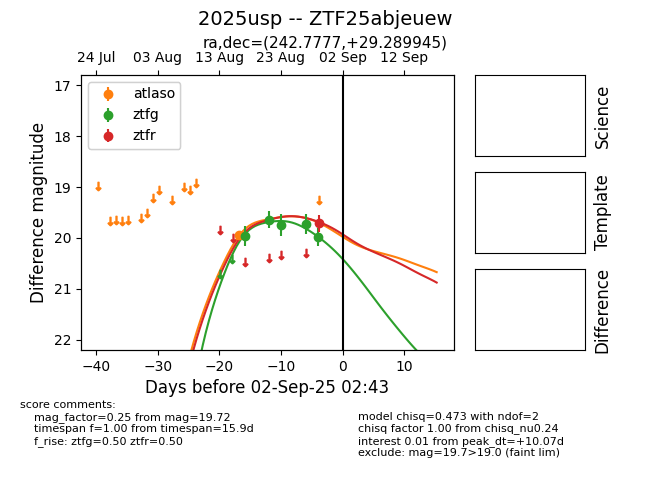 2025usp -- ZTF25abjeuew
ra,dec=(242.7777,+29.289945)
24 Jul 03 Aug 13 Aug 23 Aug 02 Sep 12 Sep
17
18
19
20
21
22
Difference magnitude
atlaso
ztfg
ztfr
−40 −30 −20 −10 0 10
Days before 02-Sep-25 02:43
Science
Template
Difference
score comments:
mag_factor=0.25 from mag=19.72
timespan f=1.00 from timespan=15.9d
f_rise: ztfg=0.50 ztfr=0.50
model chisq=0.473 with ndof=2
chisq factor 1.00 from chisq_nu0.24
interest 0.01 from peak_dt=+10.07d
exclude: mag=19.7>19.0 (faint lim)